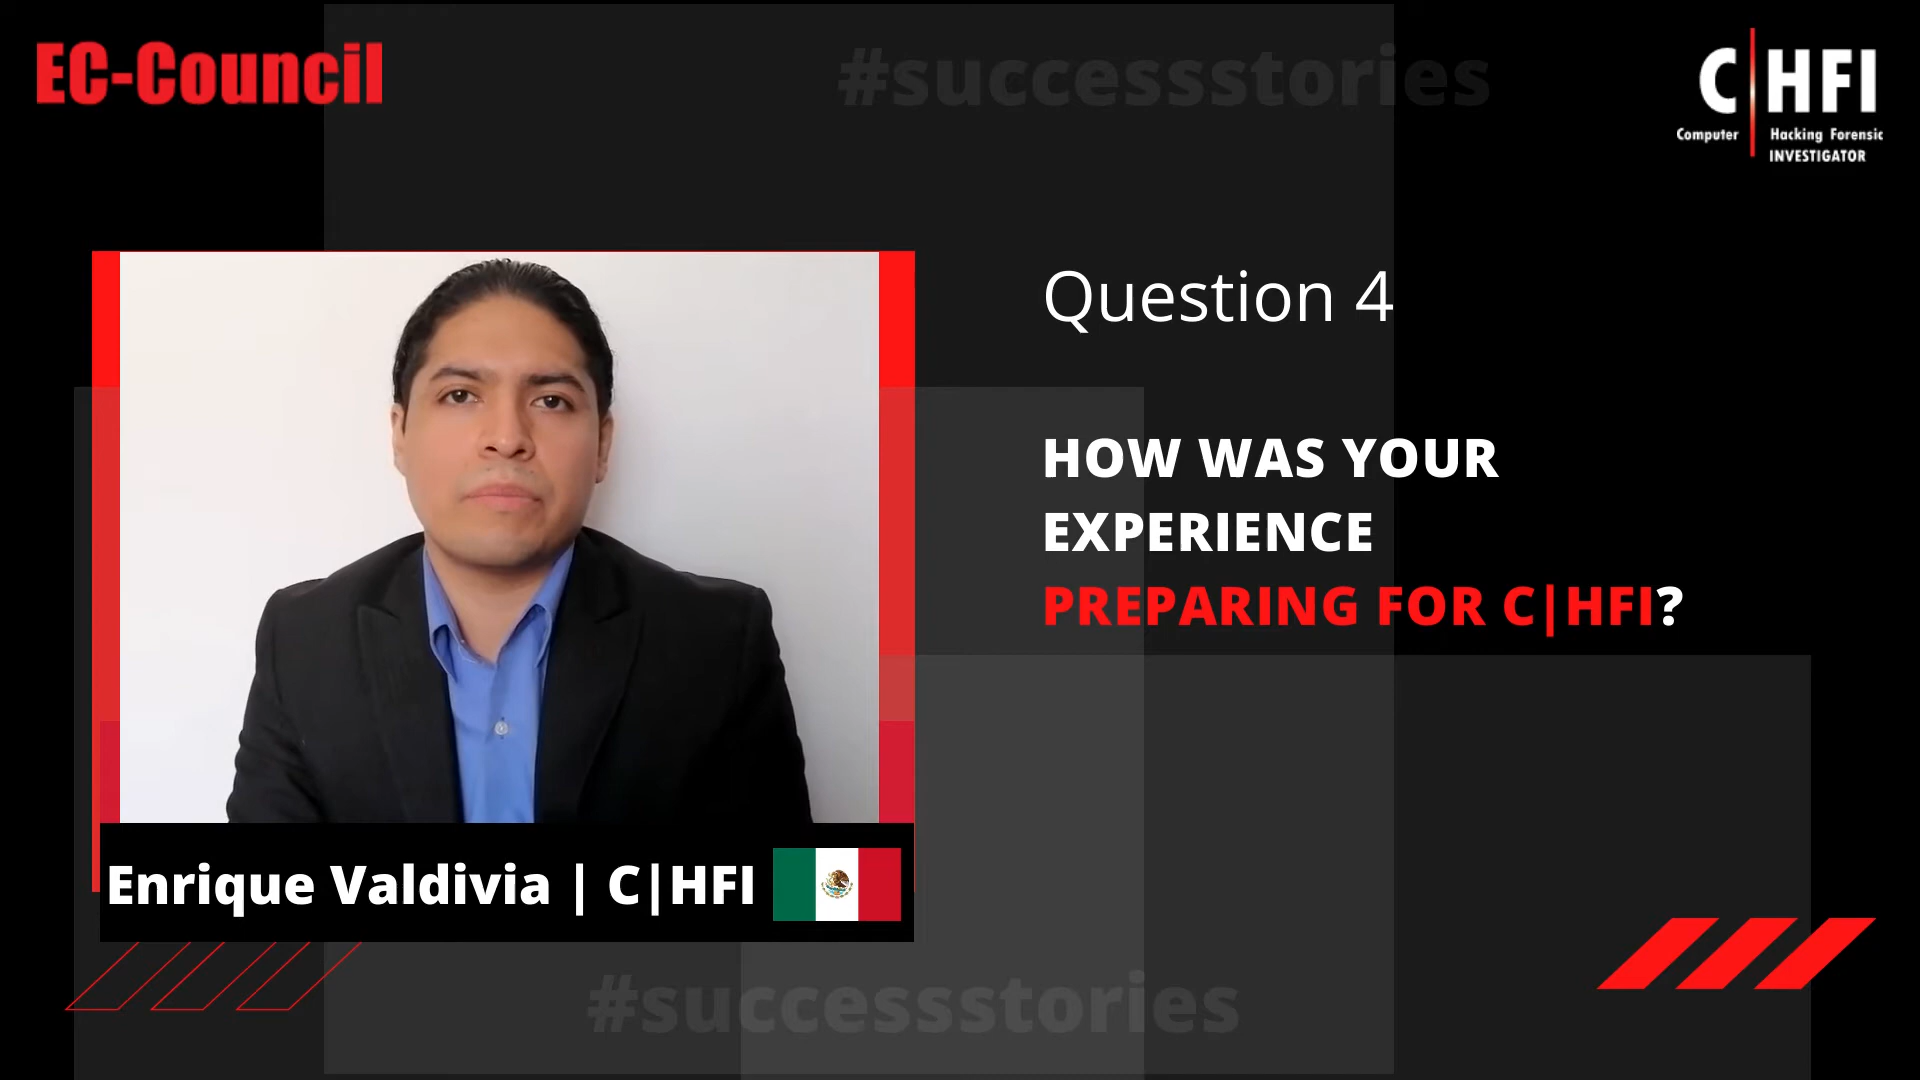 EC-Council
#successstories
C|HFI
Computer Hacking Forensic
INVESTIGATOR
Question 4
HOW WAS YOUR
EXPERIENCE
PREPARING FOR C|HFI?
Enrique Valdivia | C|HFI
#successstories